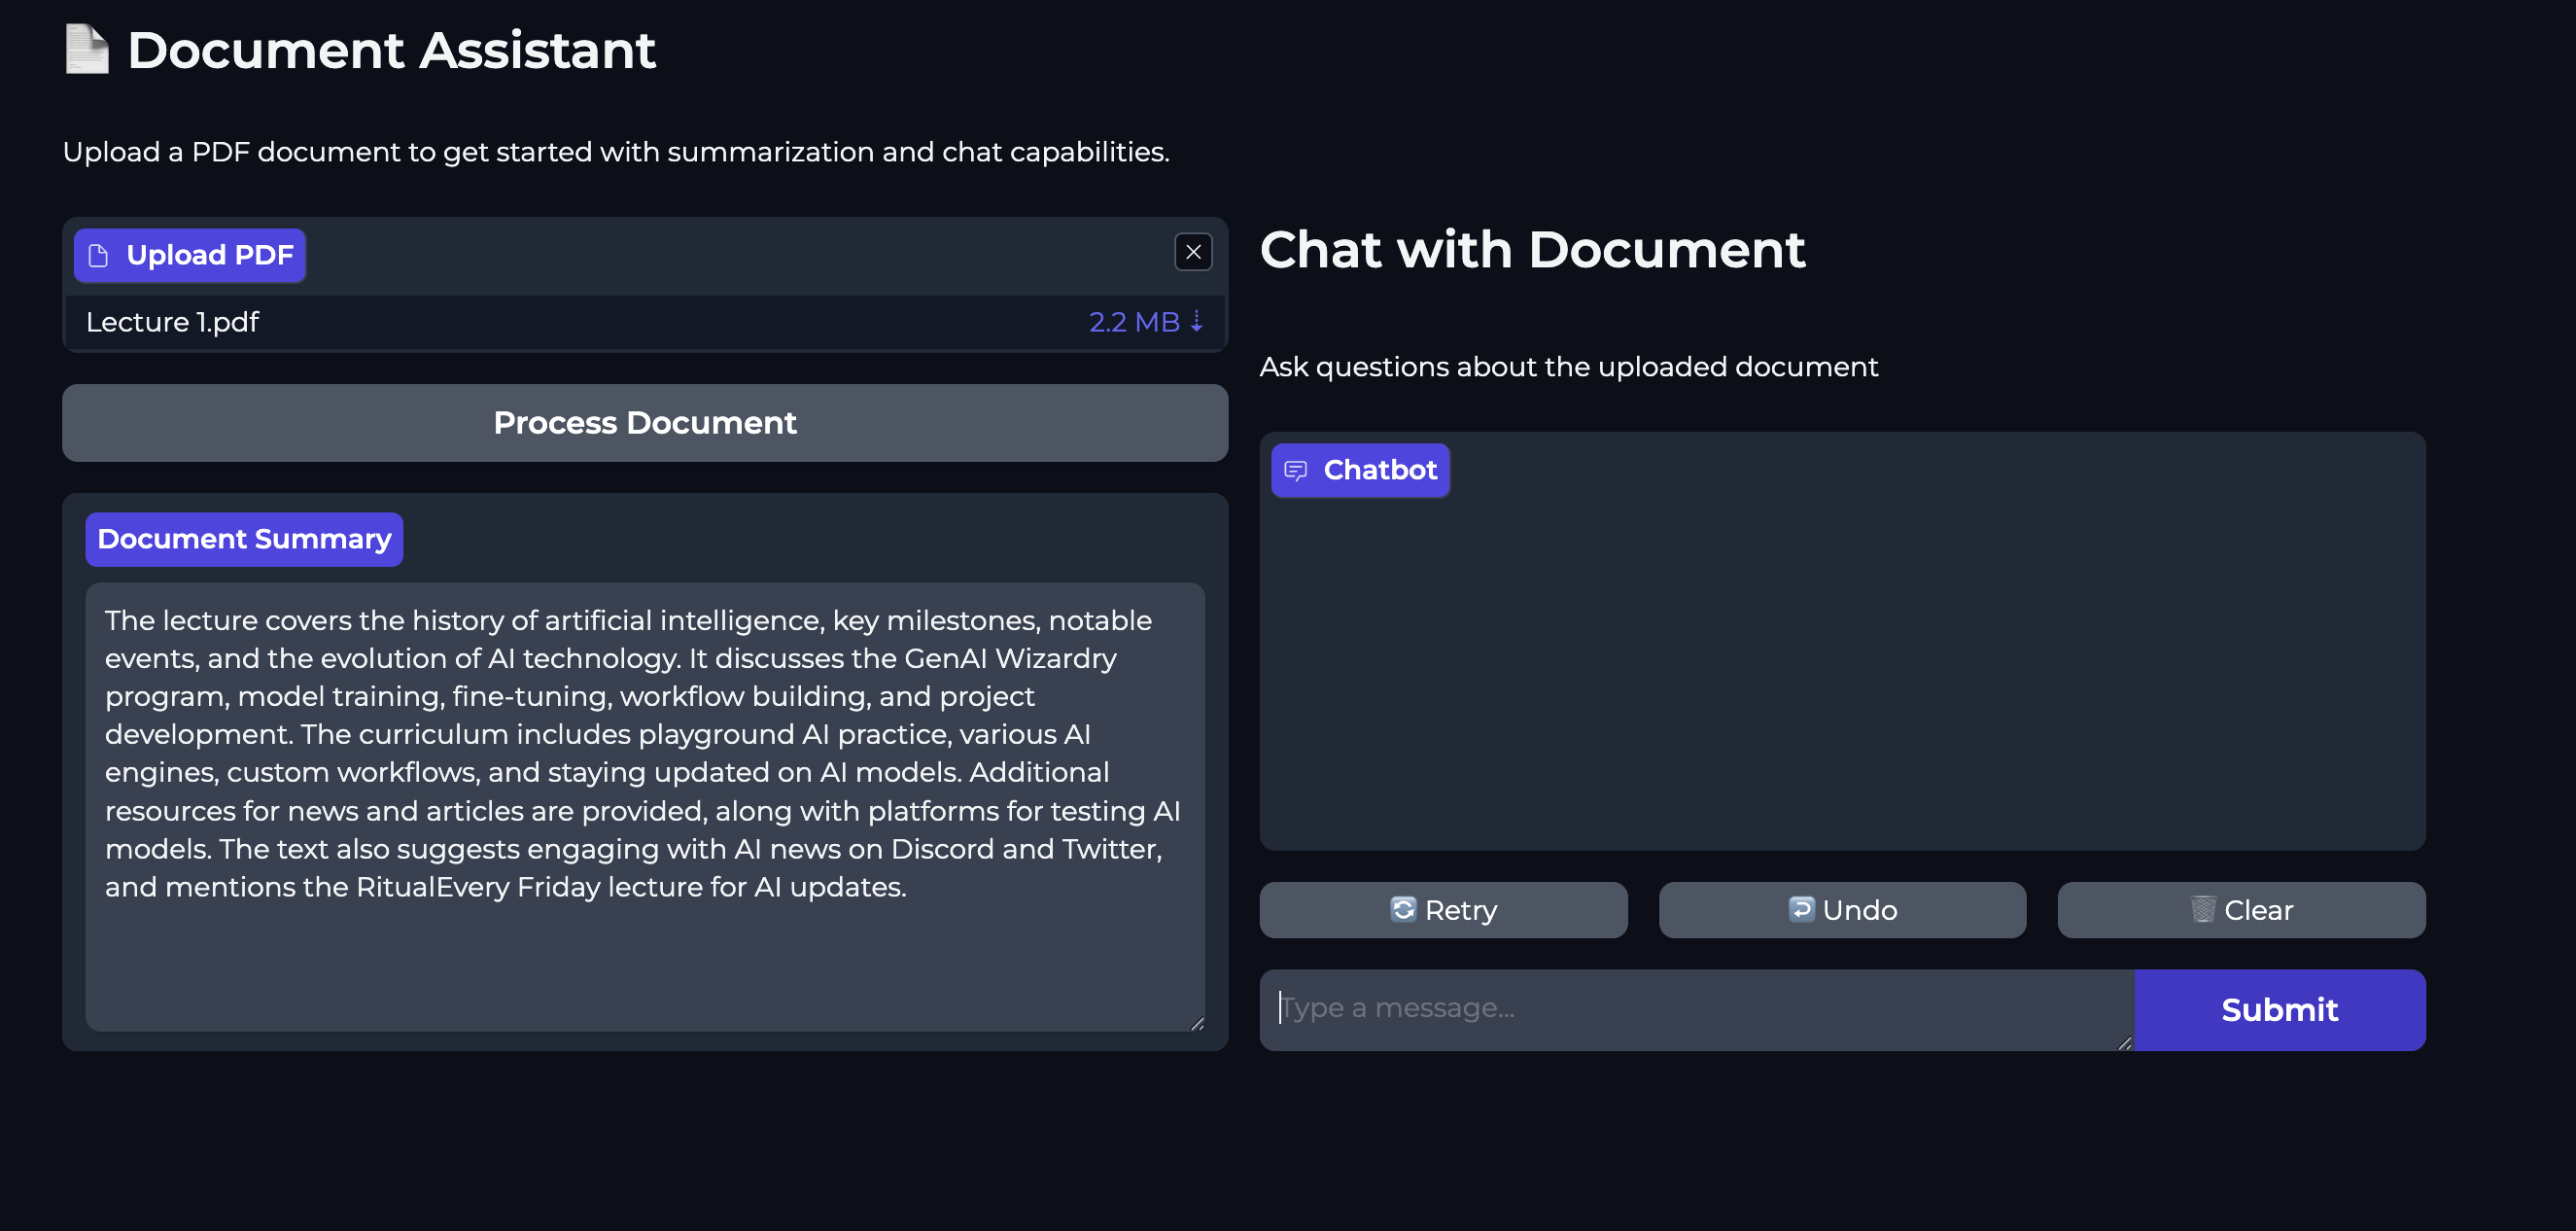 Document Assistant
Upload a PDF document to get started with summarization and chat capabilities.
Upload PDF
Lecture 1.pdf
2.2 MB ⇣
Process Document
Document Summary
The lecture covers the history of artificial intelligence, key milestones, notable
events, and the evolution of AI technology. It discusses the GenAI Wizardry
program, model training, fine-tuning, workflow building, and project
development. The curriculum includes playground AI practice, various AI
engines, custom workflows, and staying updated on AI models. Additional
resources for news and articles are provided, along with platforms for testing AI
models. The text also suggests engaging with AI news on Discord and Twitter,
and mentions the RitualEvery Friday lecture for AI updates.
Chat with Document
Ask questions about the uploaded document
Chatbot
Retry
Undo
Clear
Type a message...
Submit